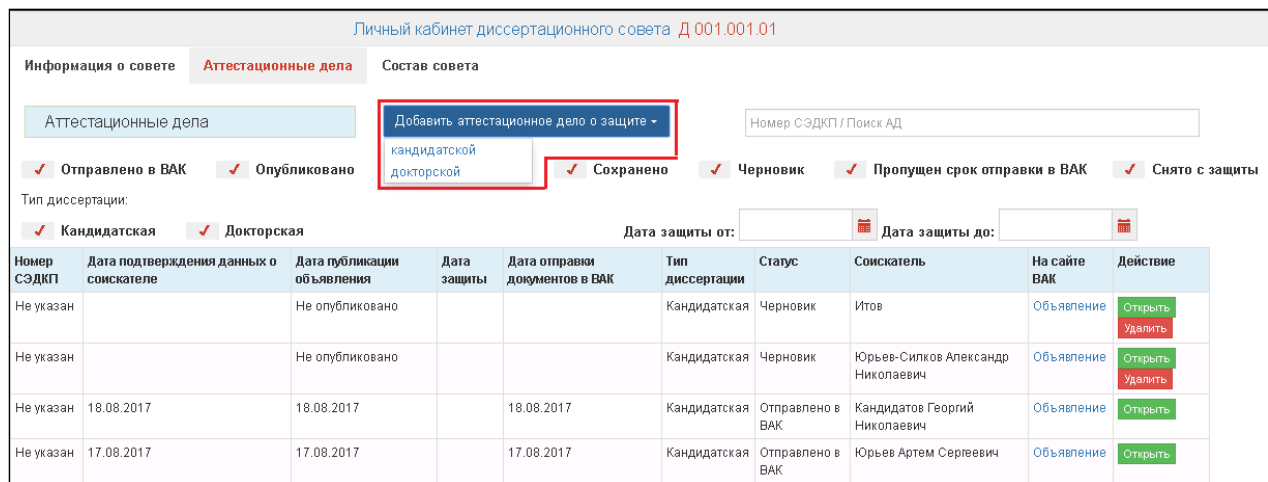 Личный кабинет диссертационного совета Д 001.001.01
Информация о совете Аттестационные дела Состав совета
Аттестационные дела Добавить аттестационное дело о защите Номер СЭДКП / Поиск АД
кандидатской
докторской
Отправлено в ВАК Опубликовано Сохранено Черновик Пропущен срок отправки в ВАК Снято с защиты
Тип диссертации:
Кандидатская Докторская Дата защиты от: Дата защиты до:
Номер СЭДКП Дата подтверждения данных о соискателе Дата публикации объявления Дата защиты Дата отправки документов в ВАК Тип диссертации Статус Соискатель На сайте ВАК Действие
Не указан Не опубликовано Кандидатская Черновик Итов Объявление Открыть
Удалить
Не указан Не опубликовано Кандидатская Черновик Юрьев-Силков Александр Николаевич Объявление Открыть
Удалить
Не указан 18.08.2017 18.08.2017 18.08.2017 Кандидатская Отправлено в ВАК Кандидатов Георгий Николаевич Объявление Открыть
Не указан 17.08.2017 17.08.2017 17.08.2017 Кандидатская Отправлено в ВАК Юрьев Артем Сергеевич Объявление Открыть